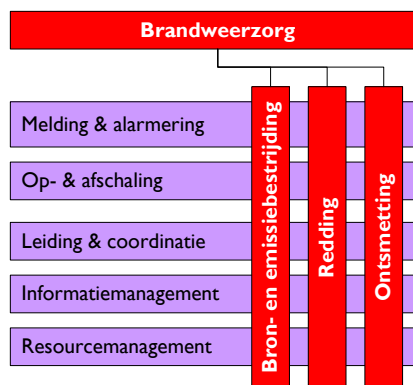 Brandweerzorg
Melding & alarmering
Op- & afschaling
Leiding & coordinatie
Informatiemanagement
Resourcemanagement
Bron- en emissiebestrijding
Redding
Ontsmetting